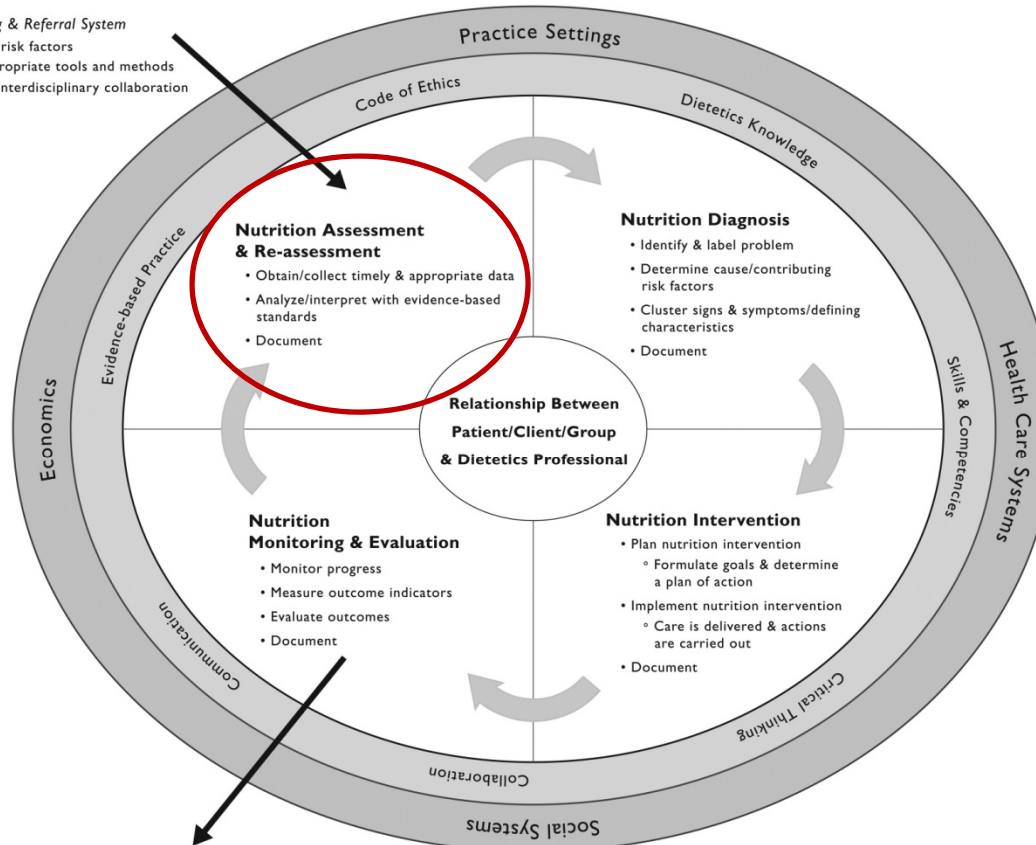 g & Referral System
risk factors
ropriate tools and methods
interdisciplinary collaboration
Practice Settings
Code of Ethics
Dietetics Knowledge
Evidence-based Practice
Economics
Skills & Competencies
Health Care Systems
Nutrition Assessment
& Re-assessment
• Obtain/collect timely & appropriate data
• Analyze/interpret with evidence-based
standards
• Document
Nutrition Diagnosis
• Identify & label problem
• Determine cause/contributing
risk factors
• Cluster signs & symptoms/defining
characteristics
• Document
Relationship Between
Patient/Client/Group
& Dietetics Professional
Nutrition
Monitoring & Evaluation
• Monitor progress
• Measure outcome indicators
• Evaluate outcomes
• Document
Nutrition Intervention
• Plan nutrition intervention
° Formulate goals & determine
a plan of action
• Implement nutrition intervention
° Care is delivered & actions
are carried out
• Document
Communication
Critical Thinking
Collaboration
Social Systems